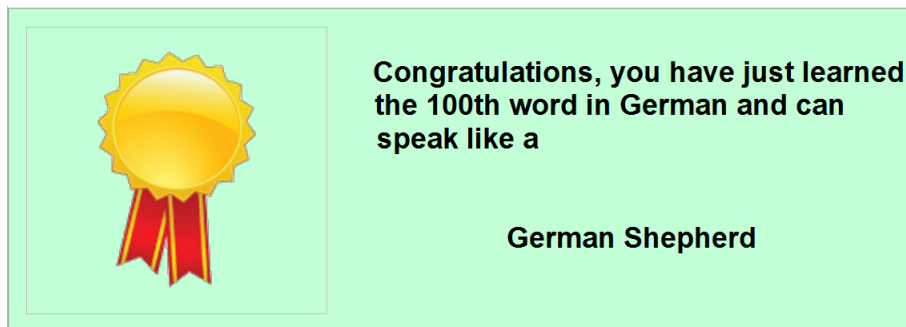 Congratulations, you have just learned
the 100th word in German and can
speak like a
German Shepherd